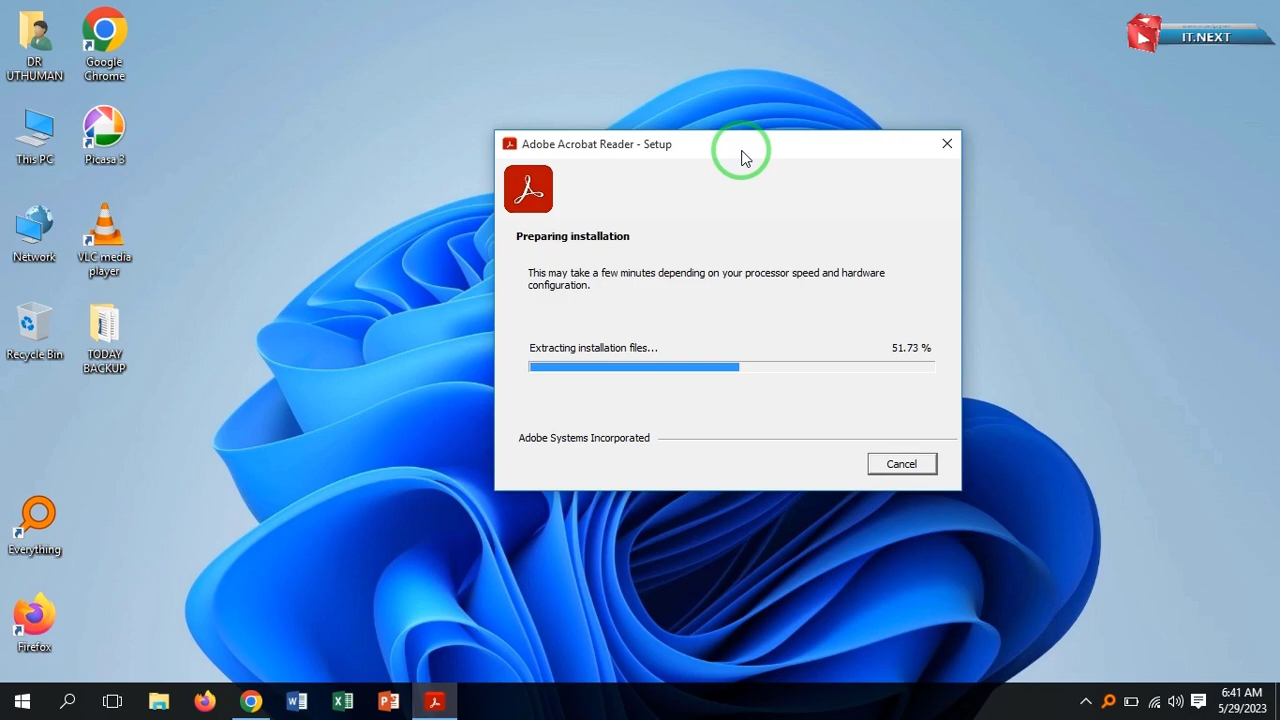 DR
UTHUMAN
Google
Chrome
This PC
Picasa 3
Network
VLC media
player
Recycle Bin
TODAY
BACKUP
Everything
Firefox
IT.NEXT
Adobe Acrobat Reader - Setup
Preparing installation
This may take a few minutes depending on your processor speed and hardware
configuration.
Extracting installation files... 51.73 %
Adobe Systems Incorporated
Cancel
6:41 AM
5/29/2023